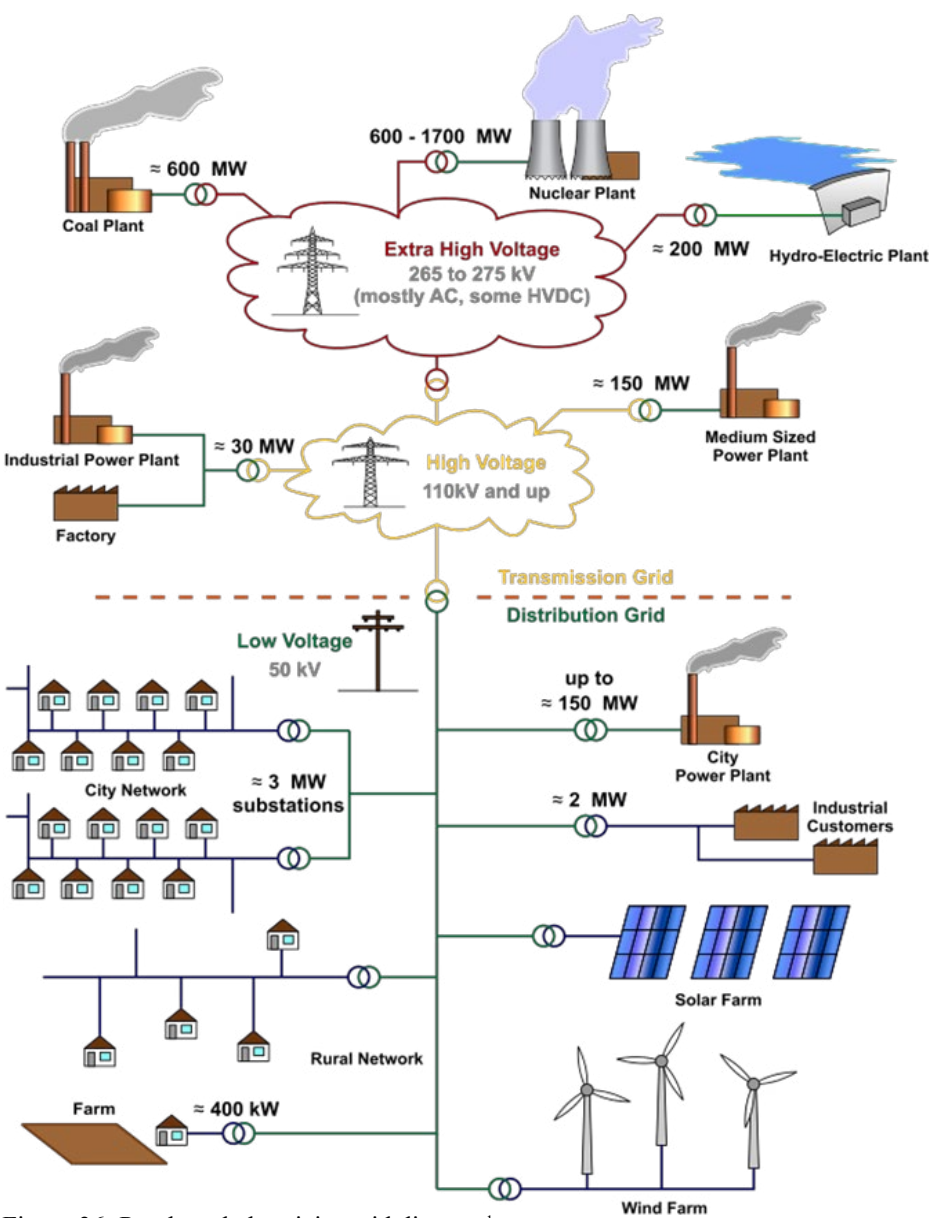 600 - 1700 MW
≈ 600 MW
Nuclear Plant
Coal Plant
≈ 200 MW
Hydro-Electric Plant
Extra High Voltage
265 to 275 kV
(mostly AC, some HVDC)
≈ 150 MW
Medium Sized
Power Plant
≈ 30 MW
Industrial Power Plant
Factory
High Voltage
110kV and up
Transmission Grid
Distribution Grid
Low Voltage
50 kV
up to
≈ 150 MW
City
Power Plant
City Network
≈ 3 MW
substations
≈ 2 MW
Industrial
Customers
Solar Farm
Rural Network
Farm
≈ 400 kW
Wind Farm